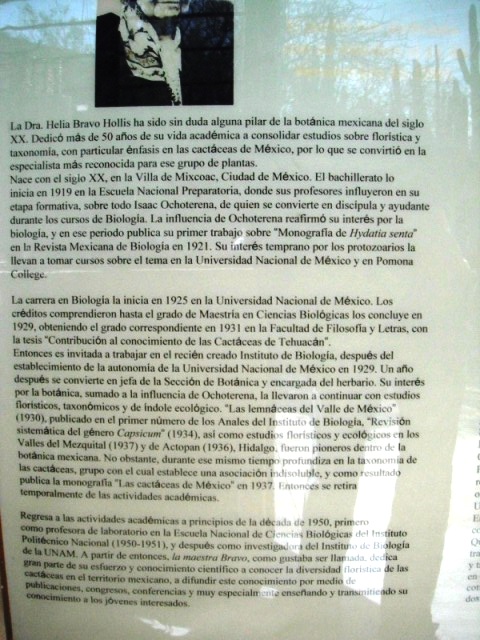 La Dra. Helia Bravo Hollis ha sido sin duda alguna pilar de la botánica mexicana del siglo
XX. Dedicó más de 50 años de su vida académica a consolidar estudios sobre florística y
taxonomía, con particular énfasis en las cactáceas de México, por lo que se convirtió en la
especialista más reconocida para ese grupo de plantas.
Nace con el siglo XX, en la Villa de Mixcoac, Ciudad de México. El bachillerato lo
inicia en 1919 en la Escuela Nacional Preparatoria, donde sus profesores influyeron en su
etapa formativa, sobre todo Isaac Ochoterena, de quien se convierte en discípula y ayudante
durante los cursos de Biología. La influencia de Ochoterena reafirmó su interés por la
biología, y en ese periodo publica su primer trabajo sobre "Monografía de Hydatia senta"
en la Revista Mexicana de Biología en 1921. Su interés temprano por los protozoarios la
llevan a tomar cursos sobre el tema en la Universidad Nacional de México y en Pomona
College.
La carrera en Biología la inicia en 1925 en la Universidad Nacional de México. Los
créditos comprendieron hasta el grado de Maestría en Ciencias Biológicas los concluye en
1929, obteniendo el grado correspondiente en 1931 en la Facultad de Filosofía y Letras, con
la tesis "Contribución al conocimiento de las Cactáceas de Tehuacán".
Entonces es invitada a trabajar en el recién creado Instituto de Biología, después del
establecimiento de la autonomía de la Universidad Nacional de México en 1929. Un año
después se convierte en jefa de la Sección de Botánica y encargada del herbario. Su interés
por la botánica, sumado a la influencia de Ochoterena, la llevaron a continuar con estudios
florísticos, taxonómicos y de índole ecológico. "Las lemnáceas del Valle de México"
(1930), publicado en el primer número de los Anales del Instituto de Biología, "Revisión
sistemática del género Capsicum" (1934), así como estudios florísticos y ecológicos en los
Valles del Mezquital (1937) y de Actopan (1936), Hidalgo, fueron pioneros dentro de la
botánica mexicana. No obstante, durante ese mismo tiempo profundiza en la taxonomía de
las cactáceas, grupo con el cual establece una asociación indisoluble, y como resultado
publica la monografía "Las cactáceas de México" en 1937. Entonces se retira
temporalmente de las actividades académicas.
Regresa a las actividades académicas a principios de la década de 1950, primero
como profesora de laboratorio en la Escuela Nacional de Ciencias Biológicas del Instituto
Politécnico Nacional (1950-1951), y después como investigadora del Instituto de Biología
de la UNAM. A partir de entonces, la maestra Bravo, como gustaba ser llamada, dedica
gran parte de su esfuerzo y conocimiento científico a conocer la diversidad florística de las
cactáceas en el territorio mexicano, a difundir este conocimiento por medio de
publicaciones, congresos, conferencias y muy especialmente enseñando y transmitiendo su
conocimiento a los jóvenes interesados.